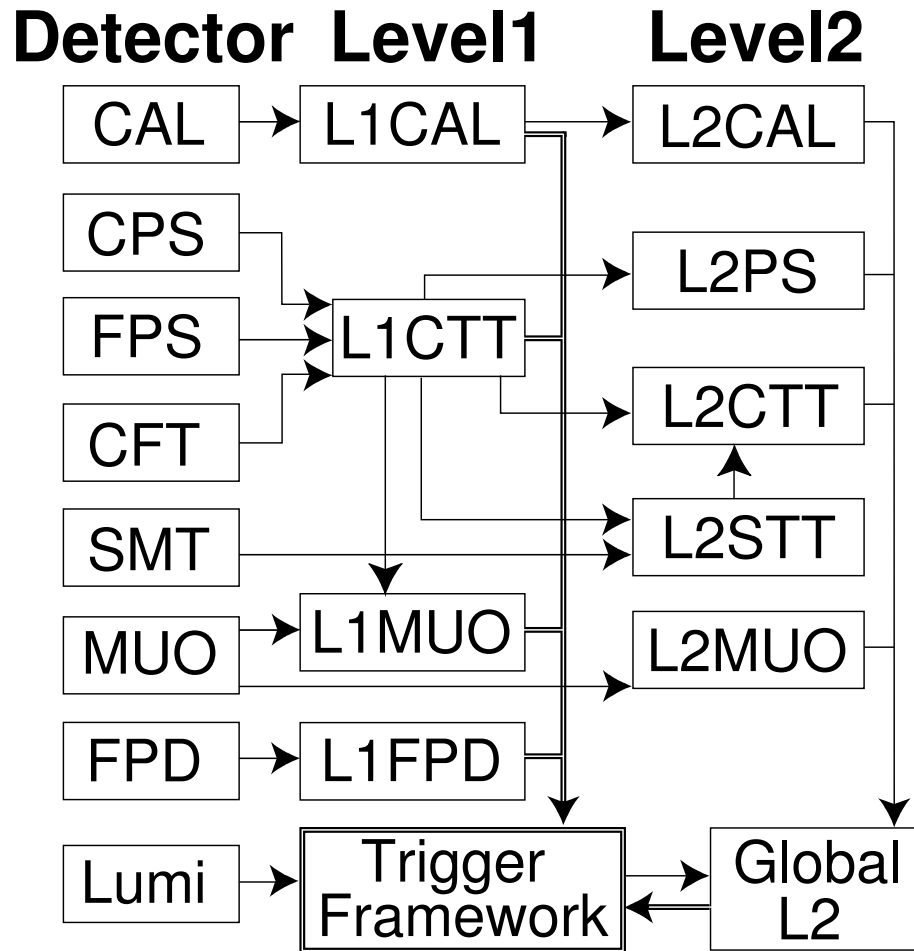 Detector Level1 Level2
CAL L1CAL L2CAL
CPS
L2PS
FPS L1CTT
CFT L2CTT
SMT L2STT
MUO L1MUO L2MUO
FPD L1FPD
Lumi
Trigger
Framework
Global
L2